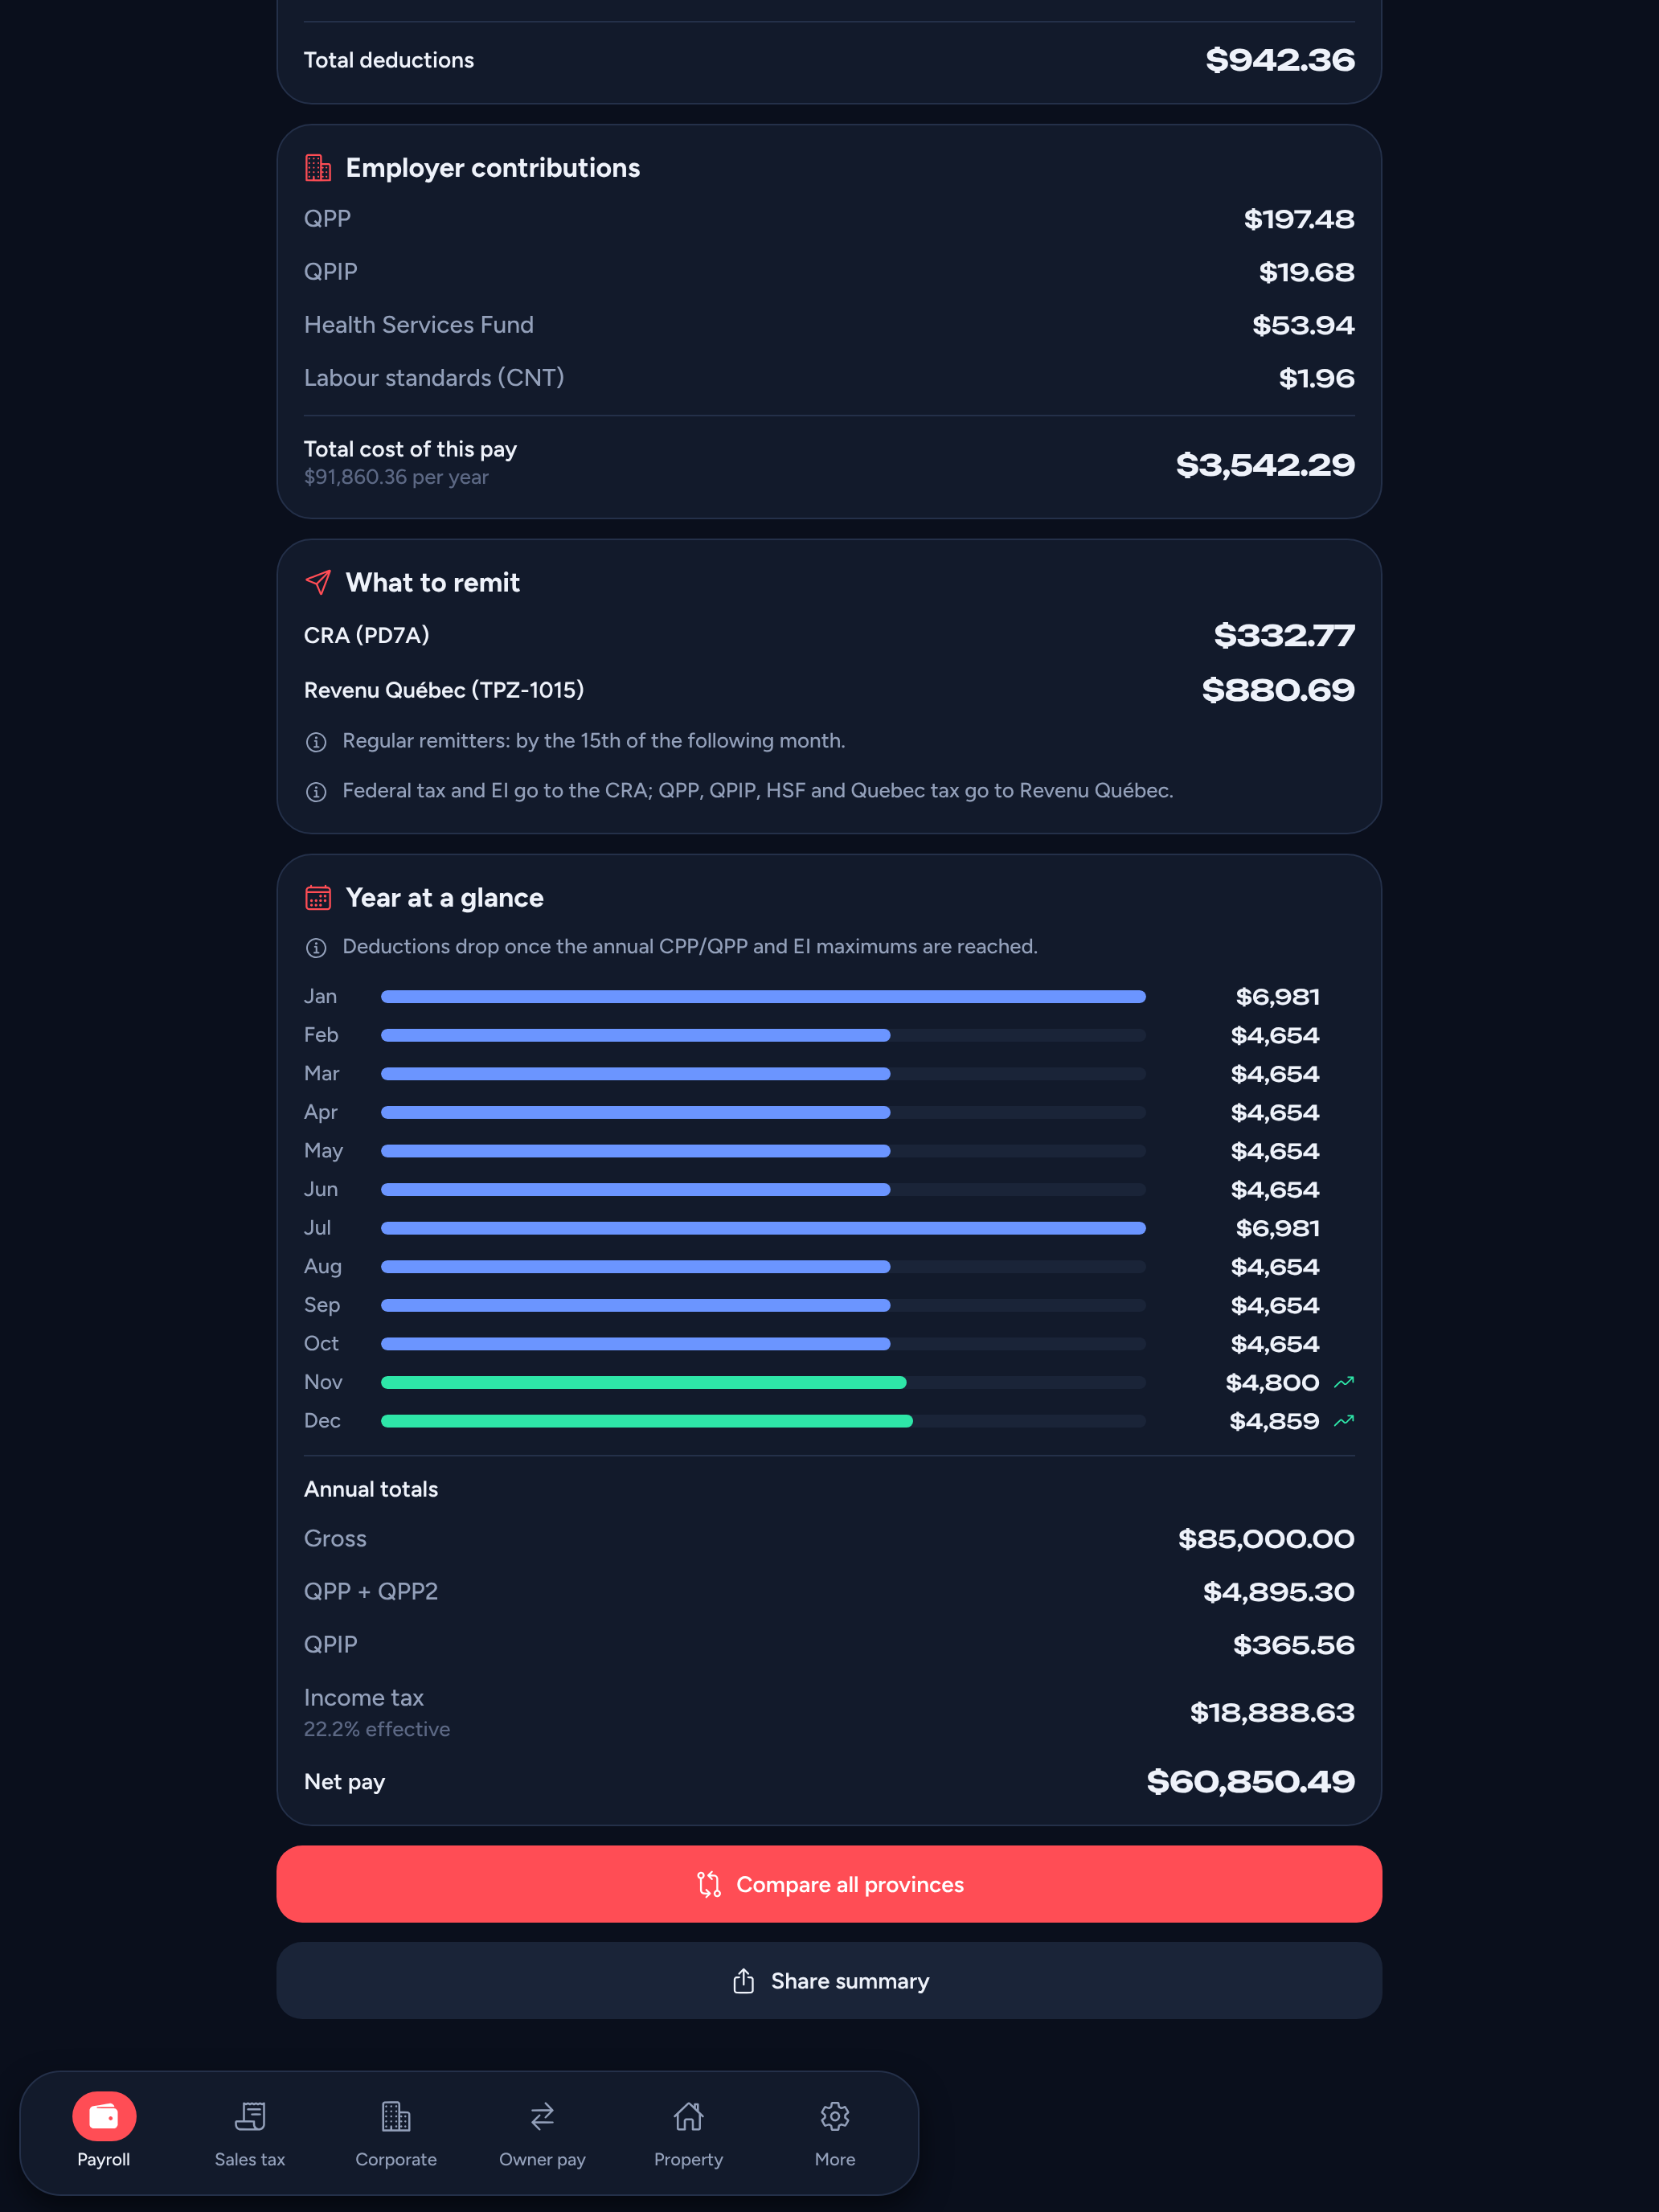 Total deductions
$942.36
Employer contributions
QPP
$197.48
QPIP
$19.68
Health Services Fund
$53.94
Labour standards (CNT)
$1.96
Total cost of this pay
$91,860.36 per year
$3,542.29
What to remit
CRA (PD7A)
$332.77
Revenu Québec (TPZ-1015)
$880.69
Regular remitters: by the 15th of the following month.
Federal tax and EI go to the CRA; QPP, QPIP, HSF and Quebec tax go to Revenu Québec.
Year at a glance
Deductions drop once the annual CPP/QPP and EI maximums are reached.
Jan $6,981
Feb $4,654
Mar $4,654
Apr $4,654
May $4,654
Jun $4,654
Jul $6,981
Aug $4,654
Sep $4,654
Oct $4,654
Nov $4,800
Dec $4,859
Annual totals
Gross
$85,000.00
QPP + QPP2
$4,895.30
QPIP
$365.56
Income tax
22.2% effective
$18,888.63
Net pay
$60,850.49
Compare all provinces
Share summary
Payroll
Sales tax
Corporate
Owner pay
Property
More